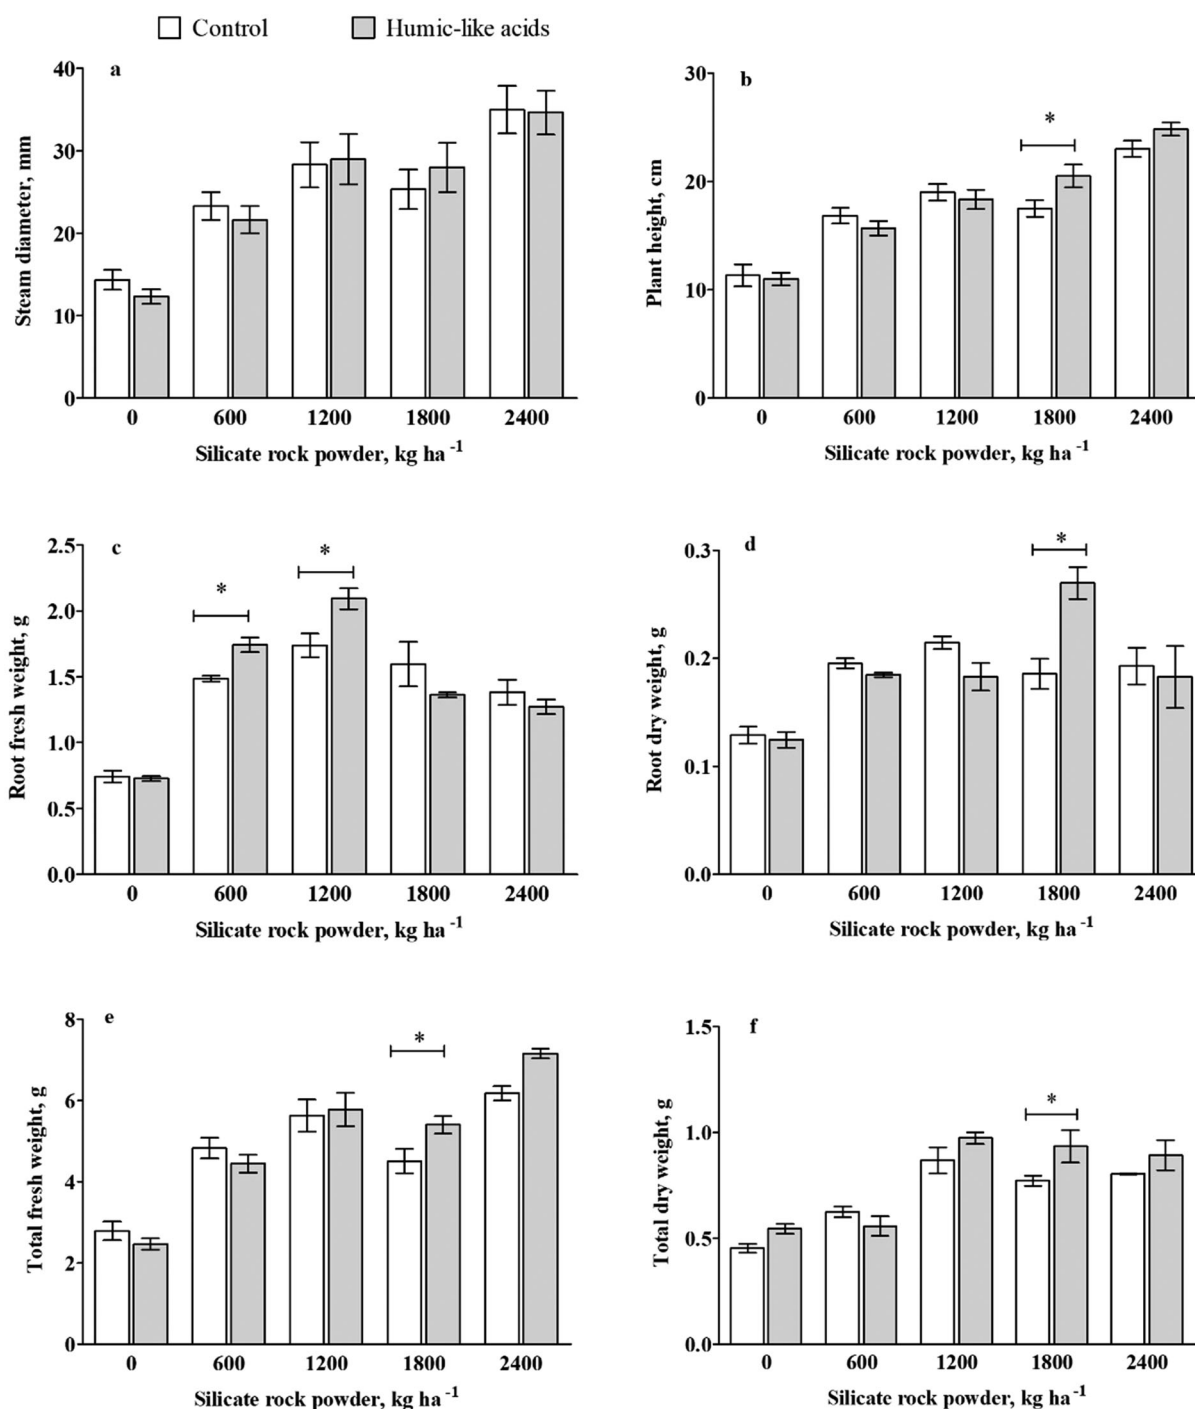 Control Humic-like acids
a
Steam diameter, mm
40
30
20
10
0
0 600 1200 1800 2400
Silicate rock powder, kg ha -1
b
Plant height, cm
30
20
10
0
*
0 600 1200 1800 2400
Silicate rock powder, kg ha -1
c
Root fresh weight, g
2.5
2.0
1.5
1.0
0.5
0.0
* *
0 600 1200 1800 2400
Silicate rock powder, kg ha -1
d
Root dry weight, g
0.3
0.2
0.1
0.0
*
0 600 1200 1800 2400
Silicate rock powder, kg ha -1
e
Total fresh weight, g
8
6
4
2
0
*
0 600 1200 1800 2400
Silicate rock powder, kg ha -1
f
Total dry weight, g
1.5
1.0
0.5
0.0
*
0 600 1200 1800 2400
Silicate rock powder, kg ha -1